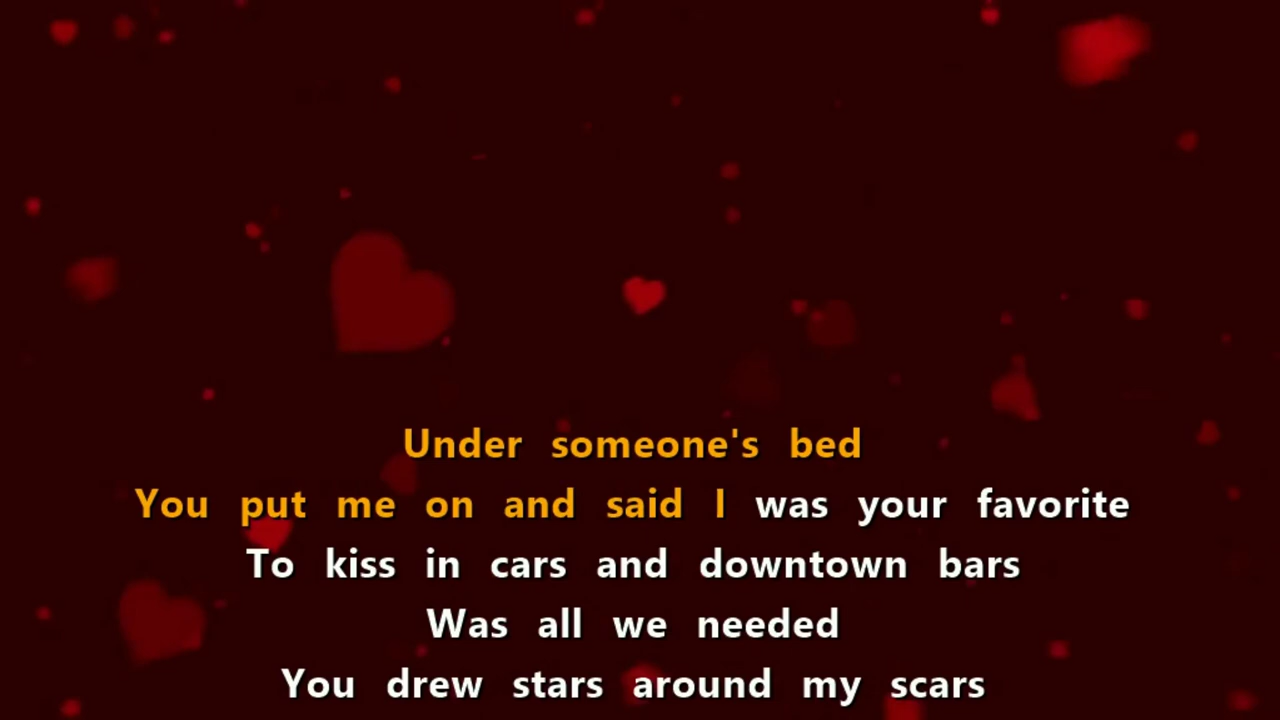 Under someone's bed
You put me on and said I was your favorite
To kiss in cars and downtown bars
Was all we needed
You drew stars around my scars